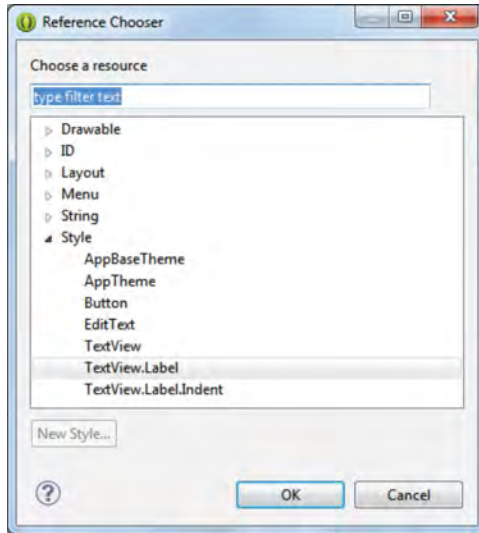 Reference Chooser
Choose a resource
type filter text
Drawable
ID
Layout
Menu
String
Style
AppBaseTheme
AppTheme
Button
EditText
TextView
TextView.Label
TextView.Label.Indent
New Style...
?
OK Cancel